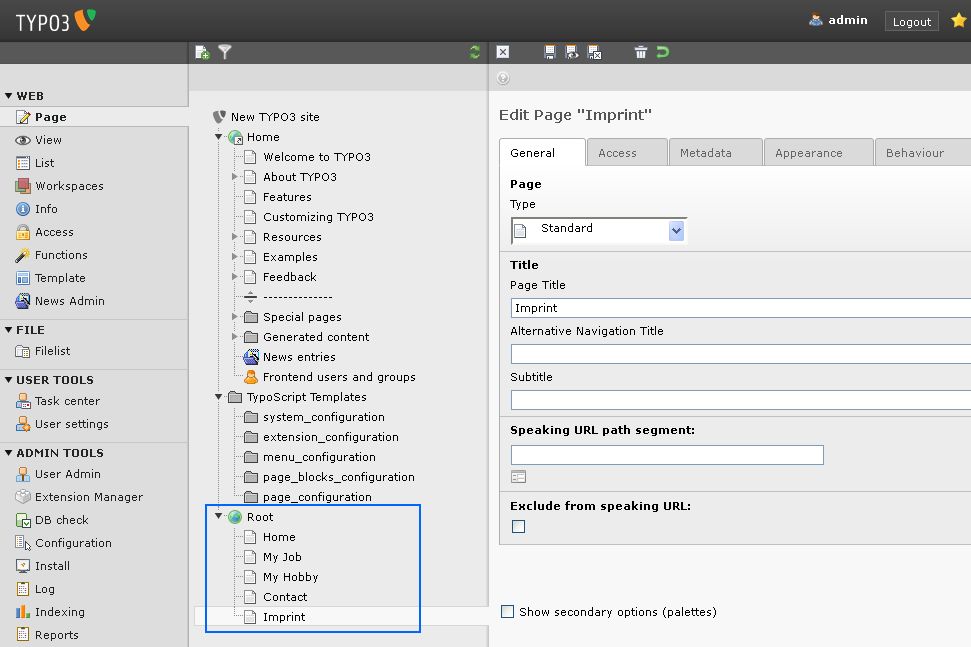 TYPO3
admin
Logout
WEB
Page
View
List
Workspaces
Info
Access
Functions
Template
News Admin
FILE
Filelist
USER TOOLS
Task center
User settings
ADMIN TOOLS
User Admin
Extension Manager
DB check
Configuration
Install
Log
Indexing
Reports
New TYPO3 site
Home
Welcome to TYPO3
About TYPO3
Features
Customizing TYPO3
Resources
Examples
Feedback
--------------
Special pages
Generated content
News entries
Frontend users and groups
TypoScript Templates
system_configuration
extension_configuration
menu_configuration
page_blocks_configuration
page_configuration
Root
Home
My Job
My Hobby
Contact
Imprint
Edit Page "Imprint"
General Access Metadata Appearance Behaviour
Page
Type
Standard
Title
Page Title
Imprint
Alternative Navigation Title
Subtitle
Speaking URL path segment:
Exclude from speaking URL:
Show secondary options (palettes)